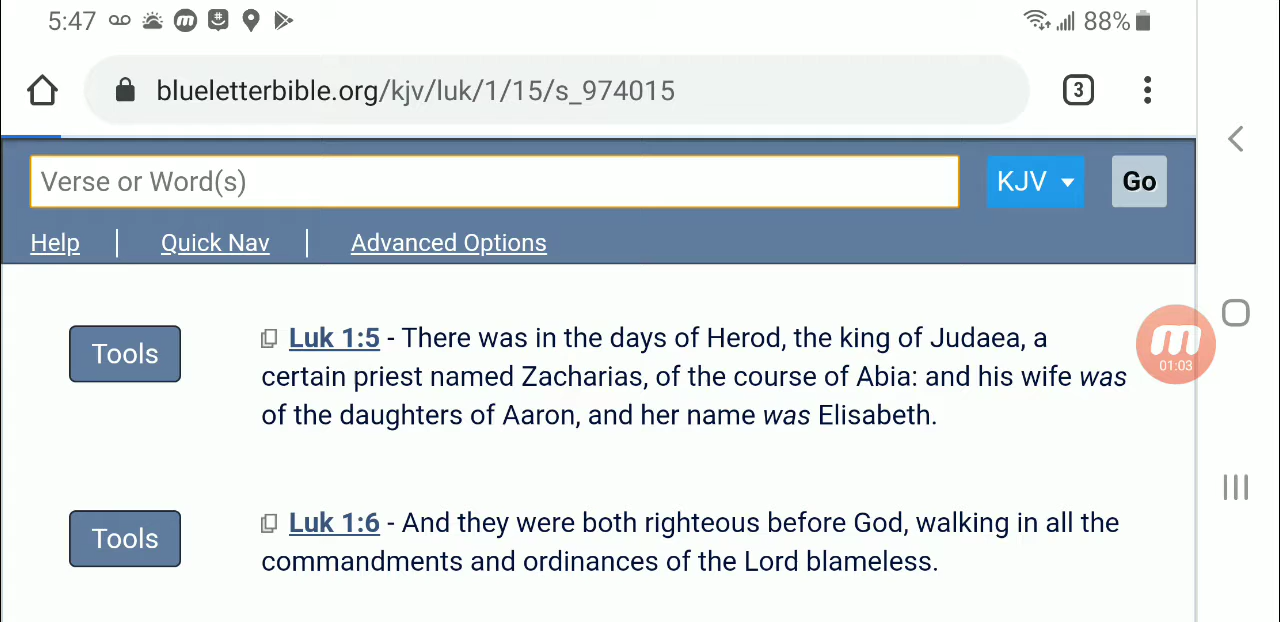 5:47 88%
blueletterbible.org/kjv/luk/1/15/s_974015 3
Verse or Word(s) KJV Go
Help | Quick Nav | Advanced Options
Tools Luk 1:5 - There was in the days of Herod, the king of Judaea, a
certain priest named Zacharias, of the course of Abia: and his wife was
of the daughters of Aaron, and her name was Elisabeth.
m
01:03
Tools Luk 1:6 - And they were both righteous before God, walking in all the
commandments and ordinances of the Lord blameless.